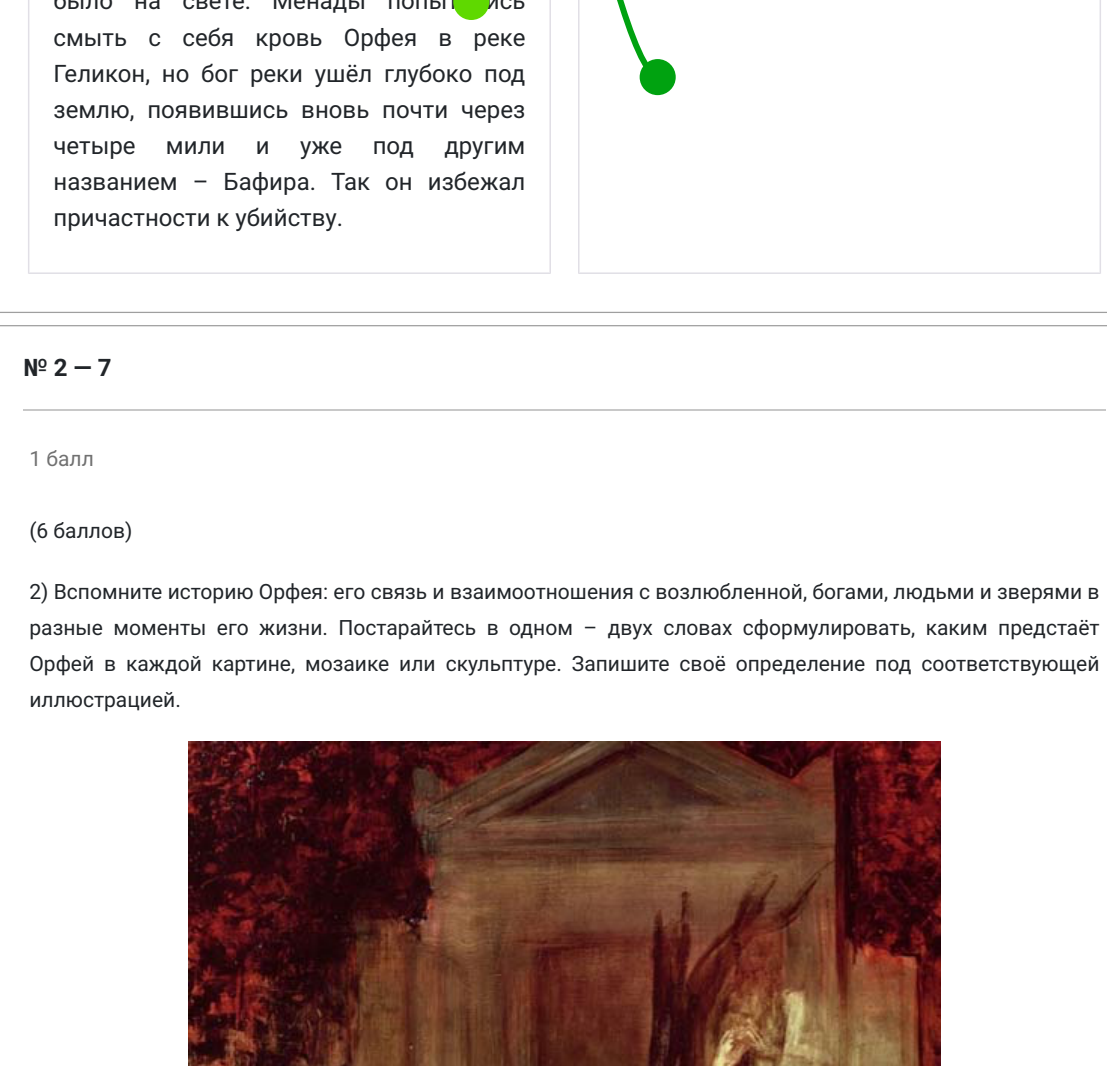 было на свете. Менады
смыть с себя кровь Орфея в реке
Геликон, но бог реки ушёл глубоко под
землю, появившись вновь почти через
четыре мили и уже под другим
названием – Бафира. Так он избежал
причастности к убийству.
№ 2 — 7
1 балл
(6 баллов)
2) Вспомните историю Орфея: его связь и взаимоотношения с возлюбленной, богами, людьми и зверями в
разные моменты его жизни. Постарайтесь в одном – двух словах сформулировать, каким предстаёт
Орфей в каждой картине, мозаике или скульптуре. Запишите своё определение под соответствующей
иллюстрацией.